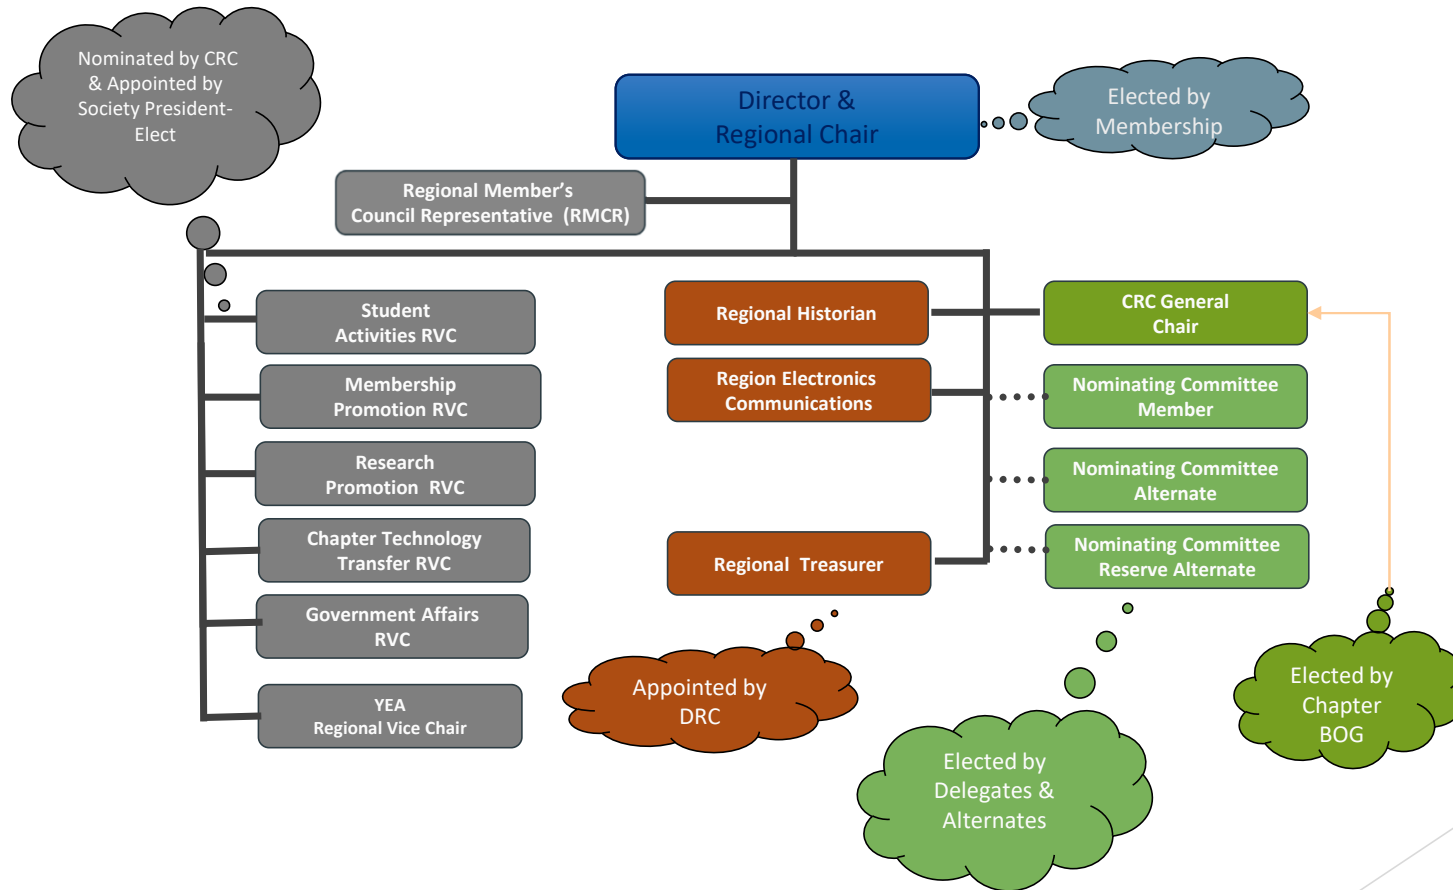 Nominated by CRC
& Appointed by
Society President-
Elect
Director &
Regional Chair
Elected by
Membership
Regional Member’s
Council Representative (RMCR)
Student
Activities RVC
Membership
Promotion RVC
Research
Promotion RVC
Chapter Technology
Transfer RVC
Government Affairs
RVC
YEA
Regional Vice Chair
Regional Historian
Region Electronics
Communications
Regional Treasurer
CRC General
Chair
Nominating Committee
Member
Nominating Committee
Alternate
Nominating Committee
Reserve Alternate
Appointed by
DRC
Elected by
Delegates &
Alternates
Elected by
Chapter
BOG